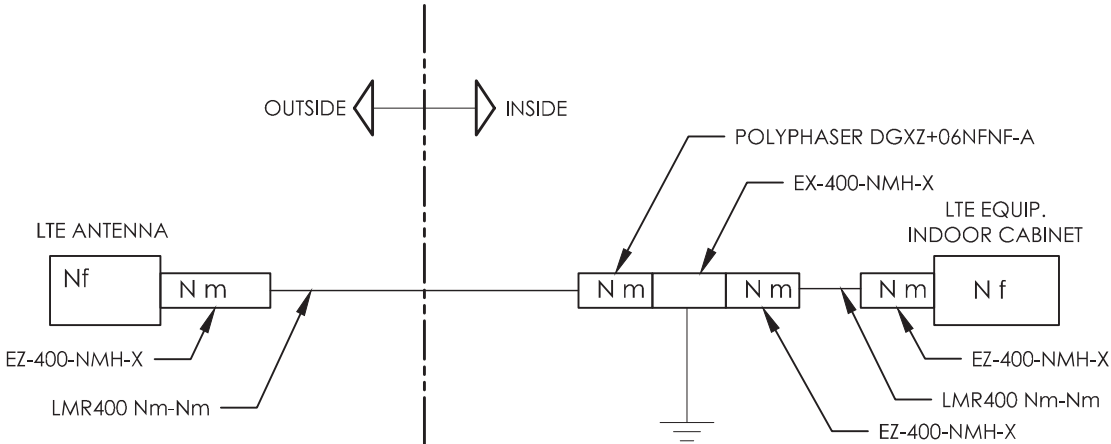 OUTSIDE
INSIDE
POLYPHASER DGXZ+06NFNF-A
EX-400-NMH-X
LTE ANTENNA
LTE EQUIP.
INDOOR CABINET
Nf
N m
N m
N m
N m
N f
EZ-400-NMH-X
EZ-400-NMH-X
LMR400 Nm-Nm
LMR400 Nm-Nm
EZ-400-NMH-X